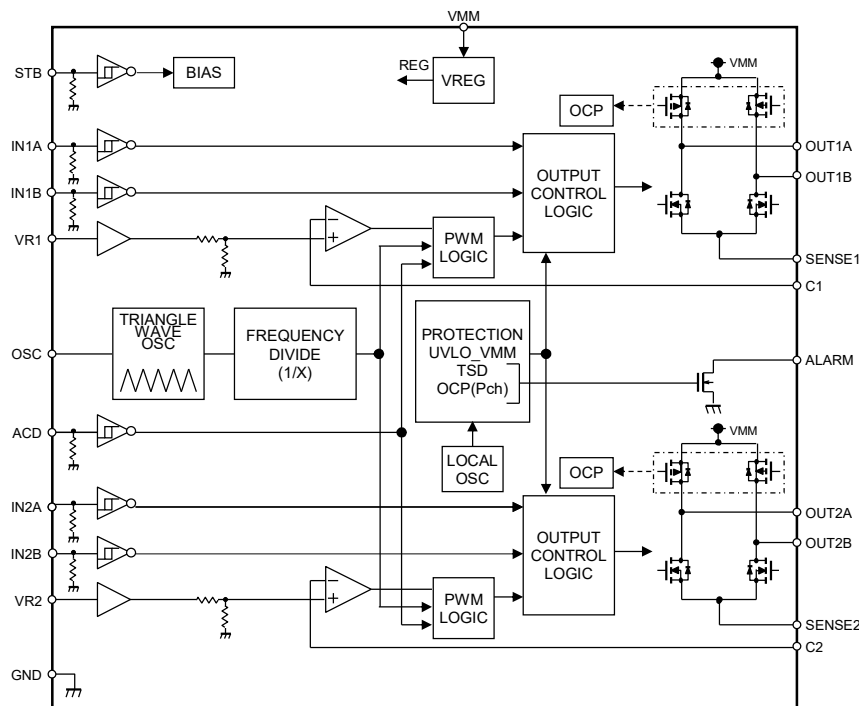 VMM
STB
BIAS
REG
VREG
VMM
OCP
IN1A
OUT1A
IN1B
OUTPUT
CONTROL
LOGIC
OUT1B
VR1
−
+
PWM
LOGIC
SENSE1
C1
TRIANGLE
WAVE
OSC
FREQUENCY
DIVIDE
(1/X)
PROTECTION
UVLO_VMM
TSD
OCP(Pch)
OSC
ALARM
ACD
LOCAL
OSC
VMM
OCP
IN2A
OUT2A
IN2B
OUTPUT
CONTROL
LOGIC
OUT2B
VR2
−
+
PWM
LOGIC
SENSE2
C2
GND